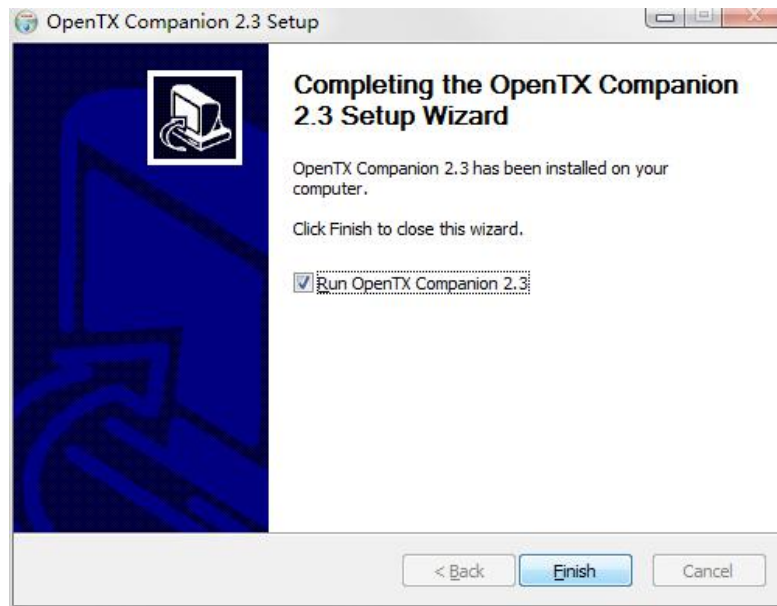 OpenTX Companion 2.3 Setup
Completing the OpenTX Companion
2.3 Setup Wizard
OpenTX Companion 2.3 has been installed on your
computer.
Click Finish to close this wizard.
Run OpenTX Companion 2.3
< Back
Finish
Cancel